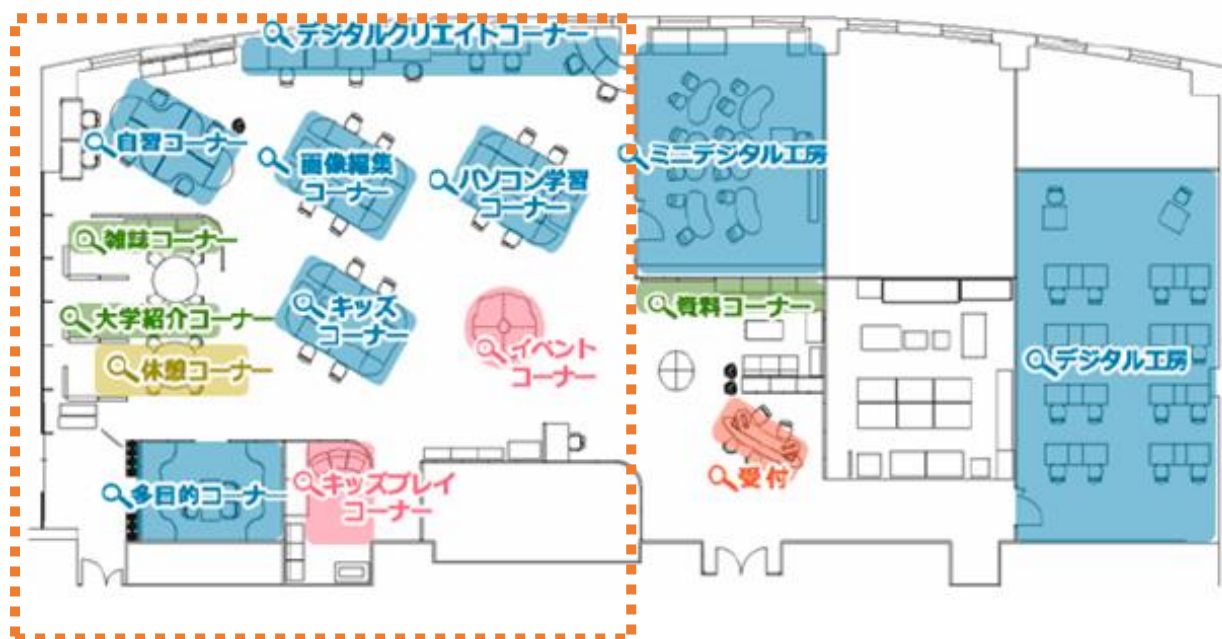 デジタルクリエイトコーナー
自習コーナー
画像編集
コーナー
パソコン学習
コーナー
ミニデジタル工房
雑誌コーナー
大学紹介コーナー
休憩コーナー
キッズ
コーナー
イベント
コーナー
資料コーナー
デジタル工房
受付
多目的コーナー
キッズプレイ
コーナー